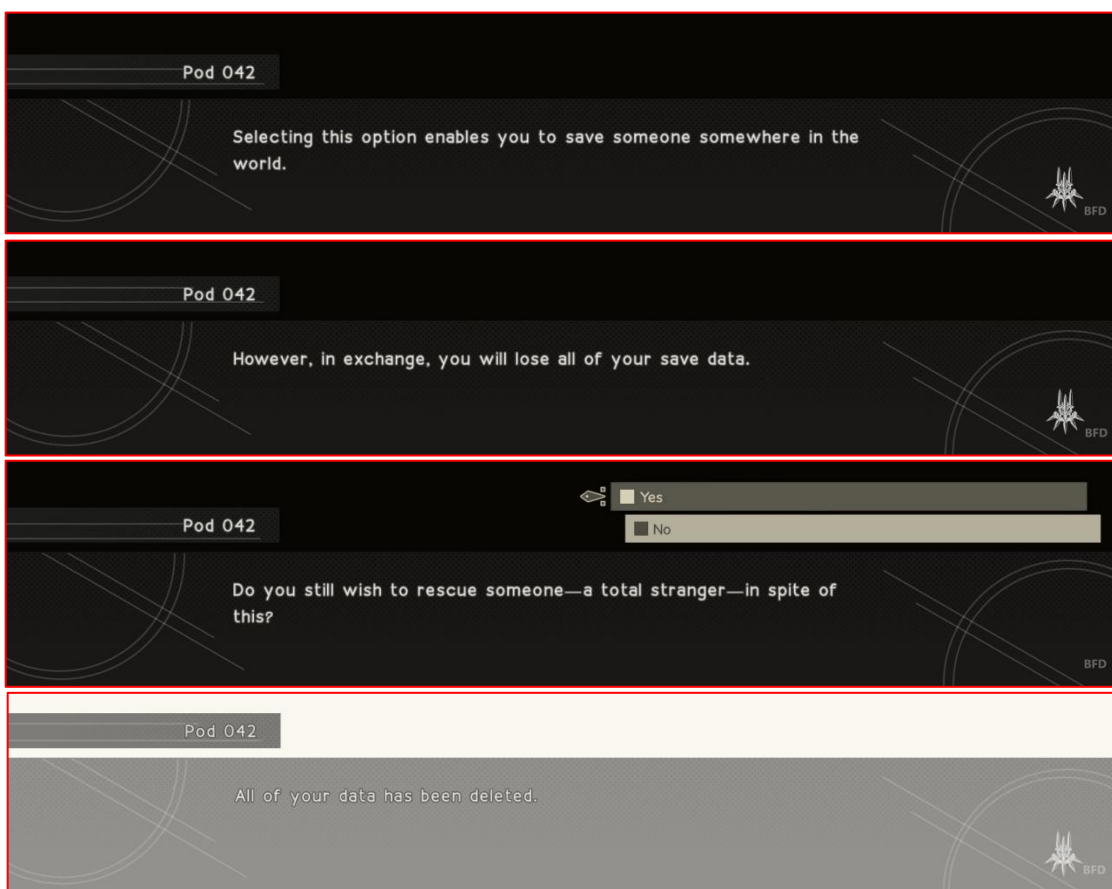 Pod 042
Selecting this option enables you to save someone somewhere in the
world.
BFD
Pod 042
However, in exchange, you will lose all of your save data.
BFD
Yes
No
Pod 042
Do you still wish to rescue someone—a total stranger—in spite of
this?
BFD
Pod 042
All of your data has been deleted.
BFD